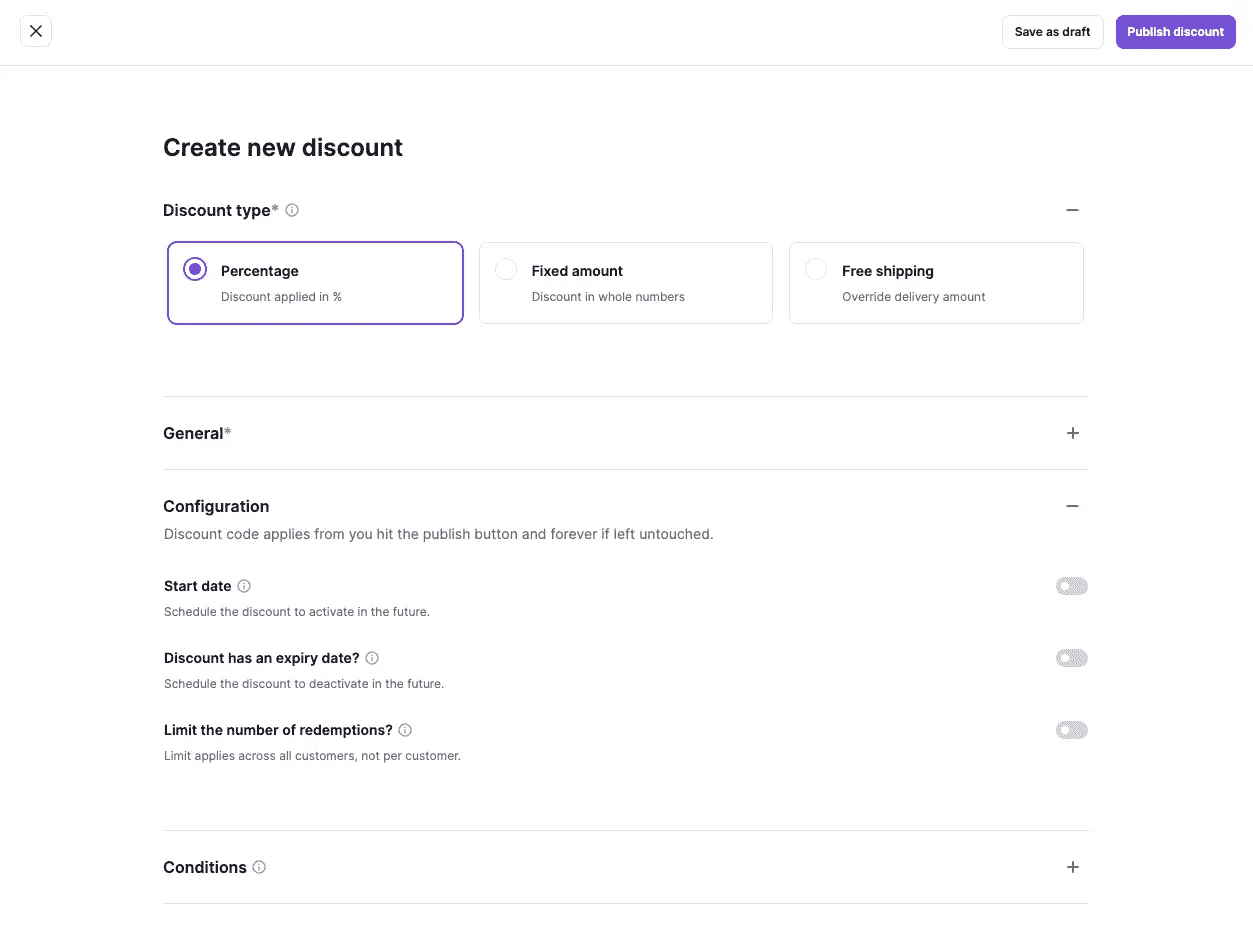 Save as draft
Publish discount
Create new discount
Discount type*
Percentage
Discount applied in %
Fixed amount
Discount in whole numbers
Free shipping
Override delivery amount
General*
Configuration
Discount code applies from you hit the publish button and forever if left untouched.
Start date
Schedule the discount to activate in the future.
Discount has an expiry date?
Schedule the discount to deactivate in the future.
Limit the number of redemptions?
Limit applies across all customers, not per customer.
Conditions